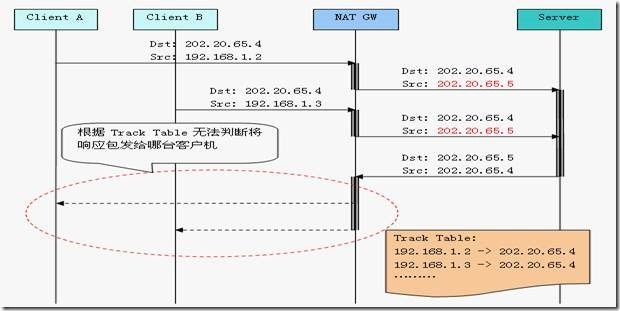 Client A
Client B
NAT GW
Server
Dst: 202.20.65.4
Src: 192.168.1.2
Dst: 202.20.65.4
Src: 202.20.65.5
Dst: 202.20.65.4
Src: 192.168.1.3
Dst: 202.20.65.4
Src: 202.20.65.5
根据 Track Table 无法判断将
响应包发给哪台客户机
Dst: 202.20.65.5
Src: 202.20.65.4
Track Table:
192.168.1.2 -> 202.20.65.4
192.168.1.3 -> 202.20.65.4
………